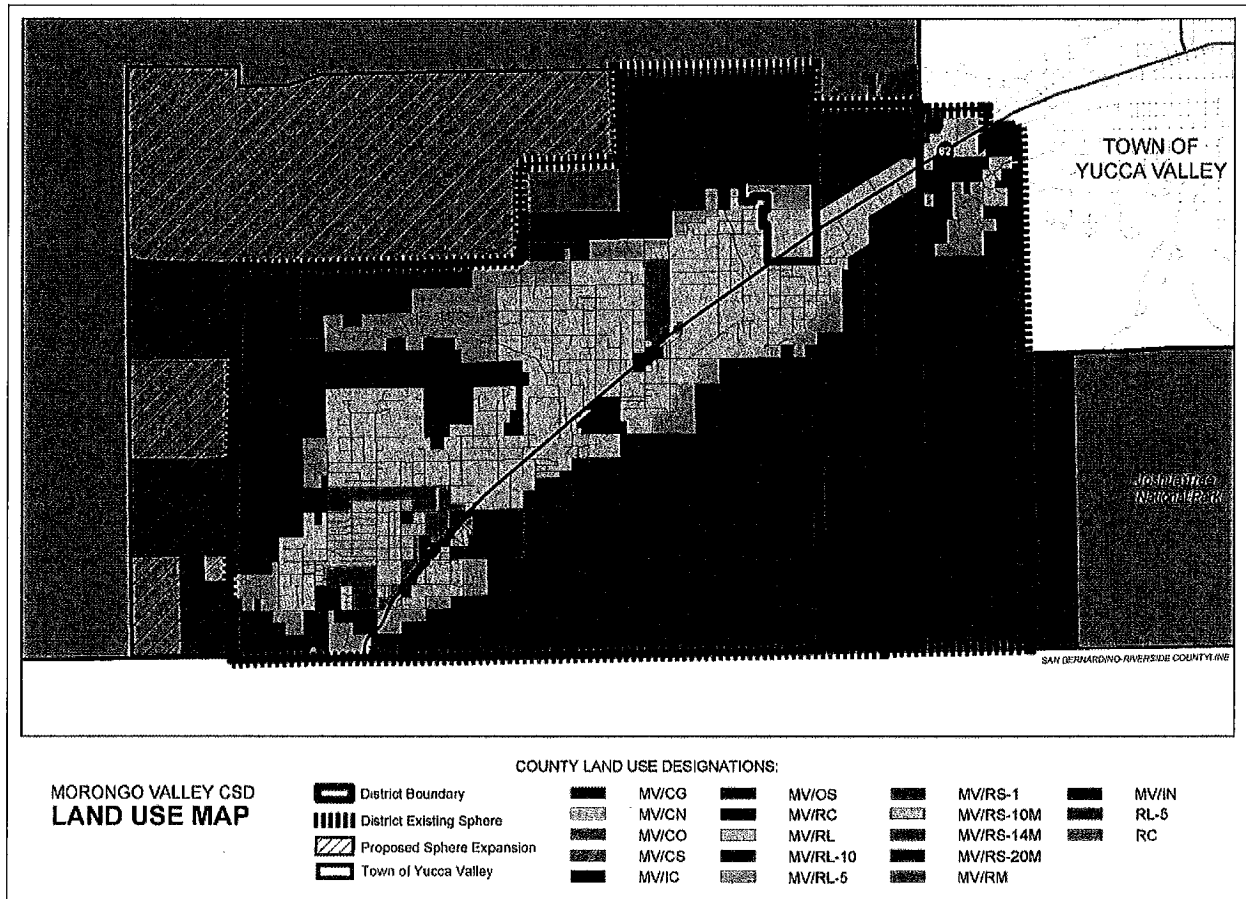 TOWN OF
YUCCA VALLEY
62
Joshua Tree
National Park
SAN BERNARDINO-RIVERSIDE COUNTY LINE
MORONGO VALLEY CSD
LAND USE MAP
District Boundary
District Existing Sphere
Proposed Sphere Expansion
Town of Yucca Valley
COUNTY LAND USE DESIGNATIONS:
MV/CG
MV/CN
MV/CO
MV/CS
MV/IC
MV/OS
MV/RC
MV/RL
MV/RL-10
MV/RL-5
MV/RS-1
MV/RS-10M
MV/RS-14M
MV/RS-20M
MV/RM
MV/IN
RL-5
RC